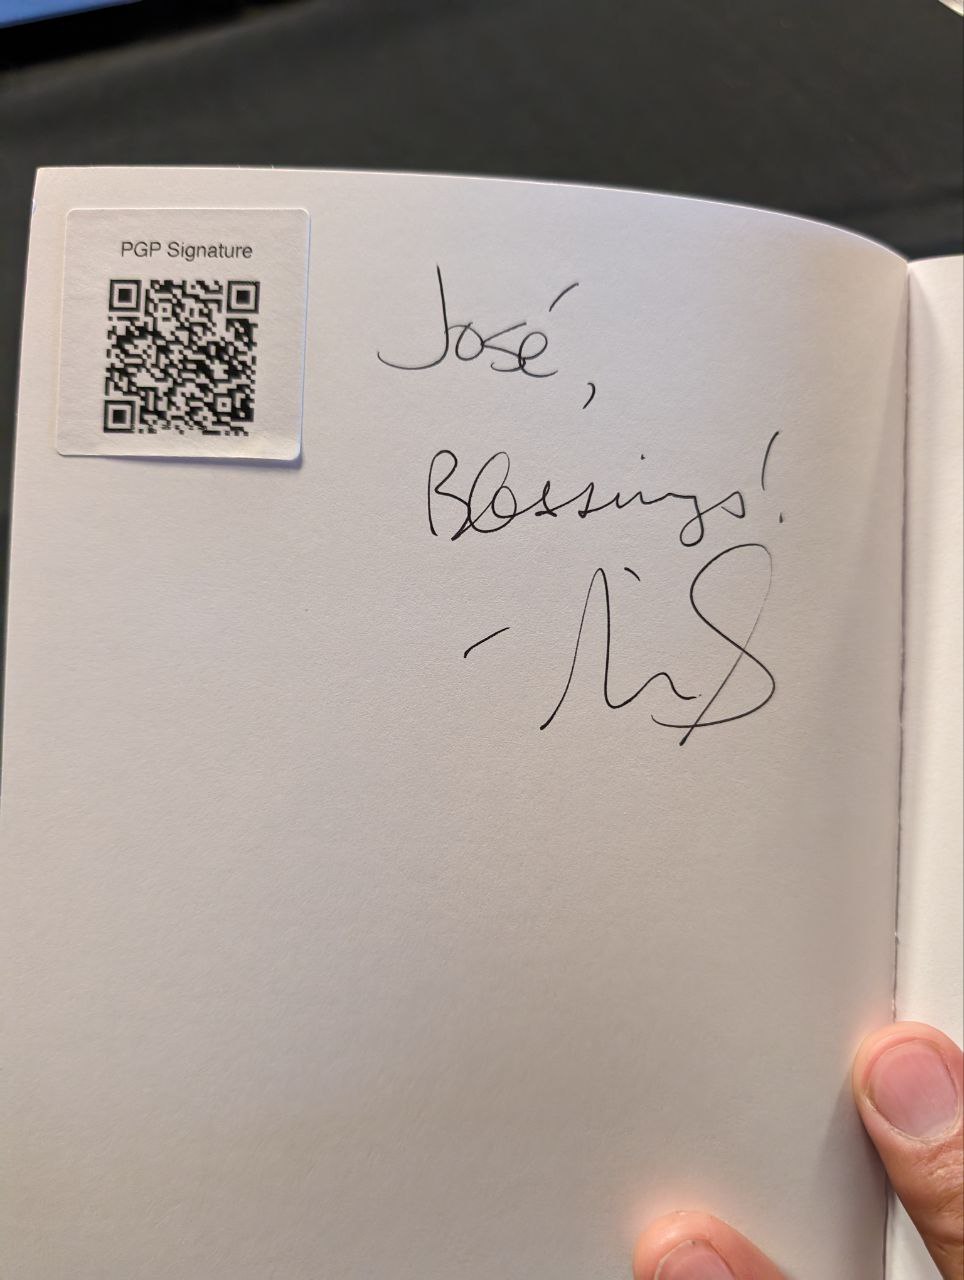 PGP Signature
José,
Blessings!